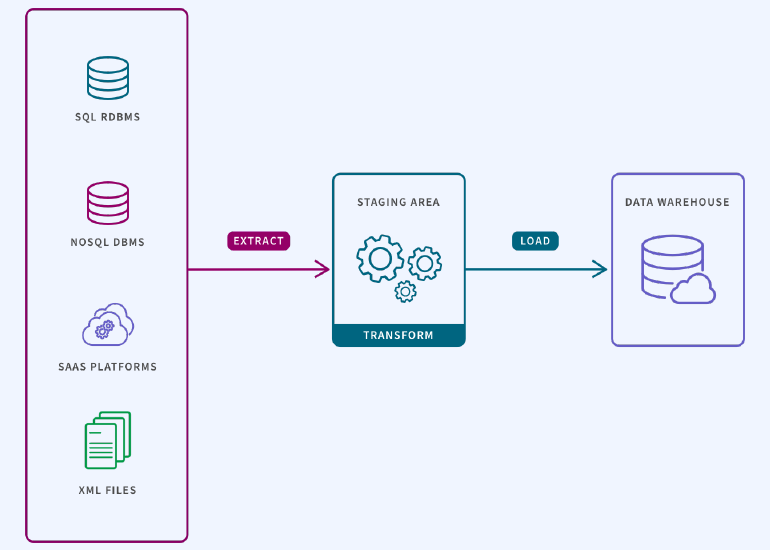 SQL RDBMS
NOSQL DBMS
SAAS PLATFORMS
XML FILES
EXTRACT
STAGING AREA
TRANSFORM
LOAD
DATA WAREHOUSE